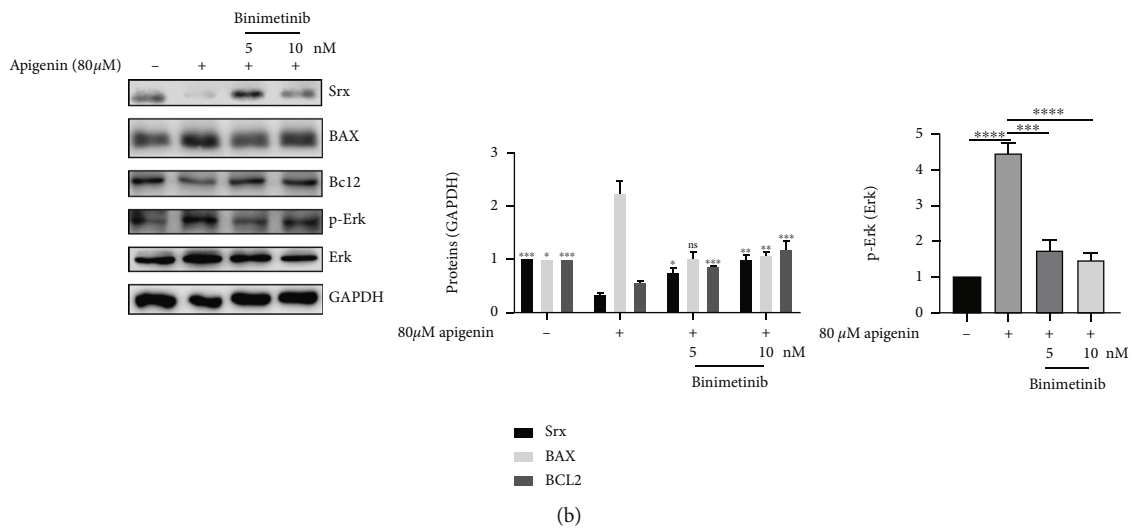 Binimetinib
5 10 nM
Apigenin (80µM) – + + +
Srx
BAX
Bc12
p-Erk
Erk
GAPDH
Proteins (GAPDH)
3
2
1
0
*** * ***
* ns ***
** ** ***
80µM apigenin – + + +
5 10 nM
Binimetinib
Srx
BAX
BCL2
p-Erk (Erk)
5
4
3
2
1
0
****
**** ***
80 µM apigenin – + + +
5 10 nM
Binimetinib
(b)